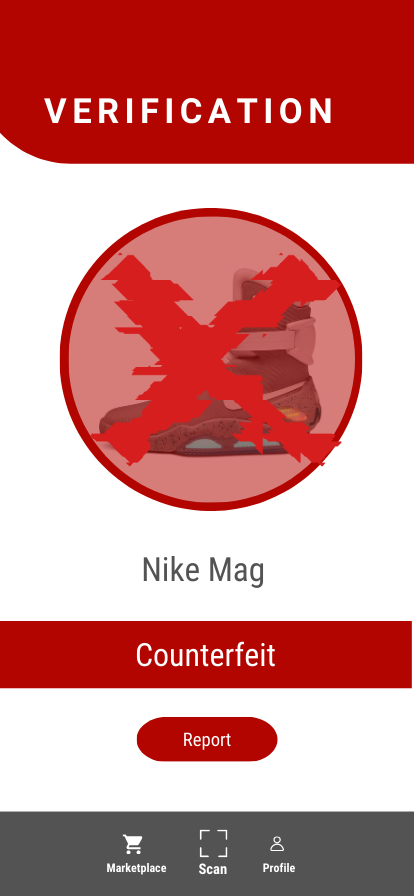 VERIFICATION
Nike Mag
Counterfeit
Report
Marketplace
Scan
Profile